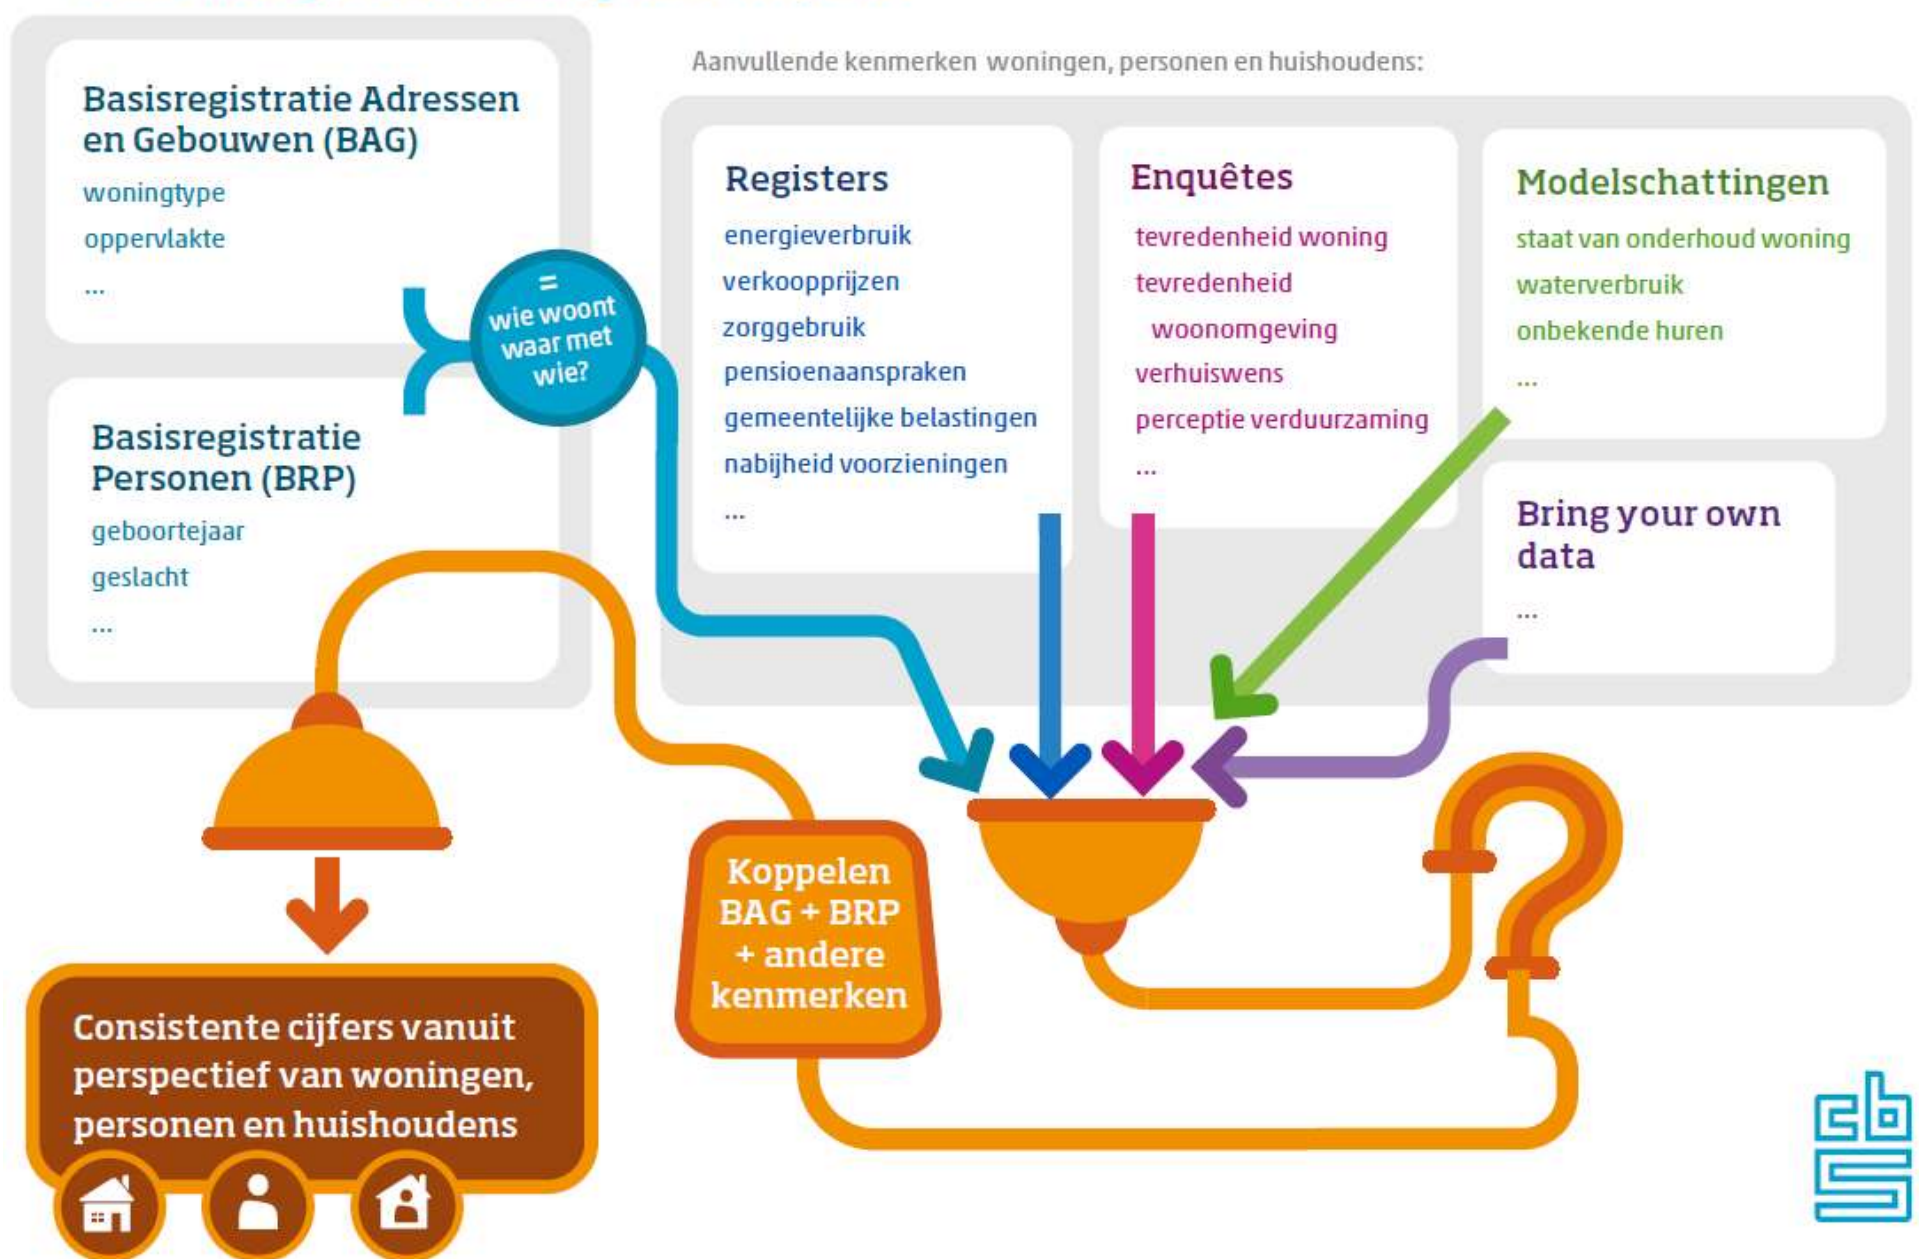 Basisregistratie Adressen
en Gebouwen (BAG)
woningtype
oppervlakte
...
Basisregistratie
Personen (BRP)
geboortejaar
geslacht
...
=
wie woont
waar met
wie?
Aanvullende kenmerken woningen, personen en huishoudens:
Registers
energieverbruik
verkoopprijzen
zorggebruik
pensioenaanspraken
gemeentelijke belastingen
nabijheid voorzieningen
...
Enquêtes
tevredenheid woning
tevredenheid
woonomgeving
verhuiswens
perceptie verduurzaming
...
Modelschattingen
staat van onderhoud woning
waterverbruik
onbekende huren
...
Bring your own
data
...
Koppelen
BAG + BRP
+ andere
kenmerken
Consistente cijfers vanuit
perspectief van woningen,
personen en huishoudens
cbs